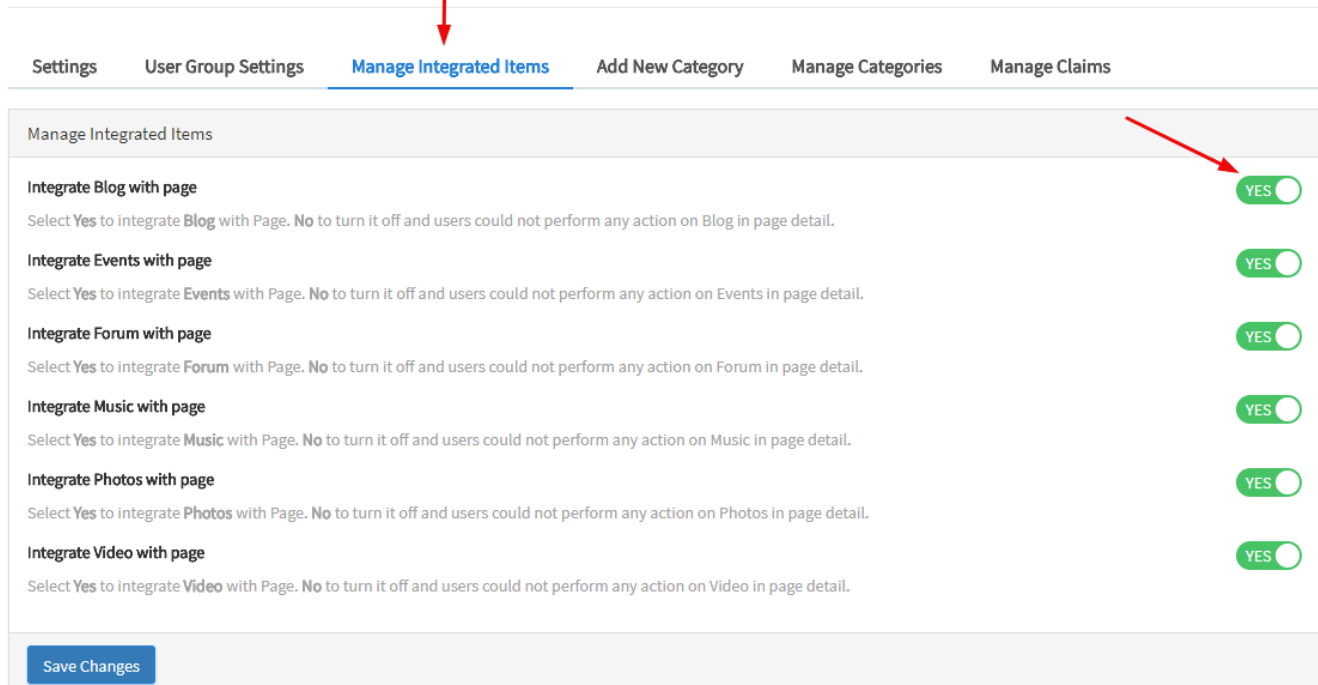 Settings User Group Settings Manage Integrated Items Add New Category Manage Categories Manage Claims
Manage Integrated Items
Integrate Blog with page
YES
Select Yes to integrate Blog with Page. No to turn it off and users could not perform any action on Blog in page detail.
Integrate Events with page
YES
Select Yes to integrate Events with Page. No to turn it off and users could not perform any action on Events in page detail.
Integrate Forum with page
YES
Select Yes to integrate Forum with Page. No to turn it off and users could not perform any action on Forum in page detail.
Integrate Music with page
YES
Select Yes to integrate Music with Page. No to turn it off and users could not perform any action on Music in page detail.
Integrate Photos with page
YES
Select Yes to integrate Photos with Page. No to turn it off and users could not perform any action on Photos in page detail.
Integrate Video with page
YES
Select Yes to integrate Video with Page. No to turn it off and users could not perform any action on Video in page detail.
Save Changes